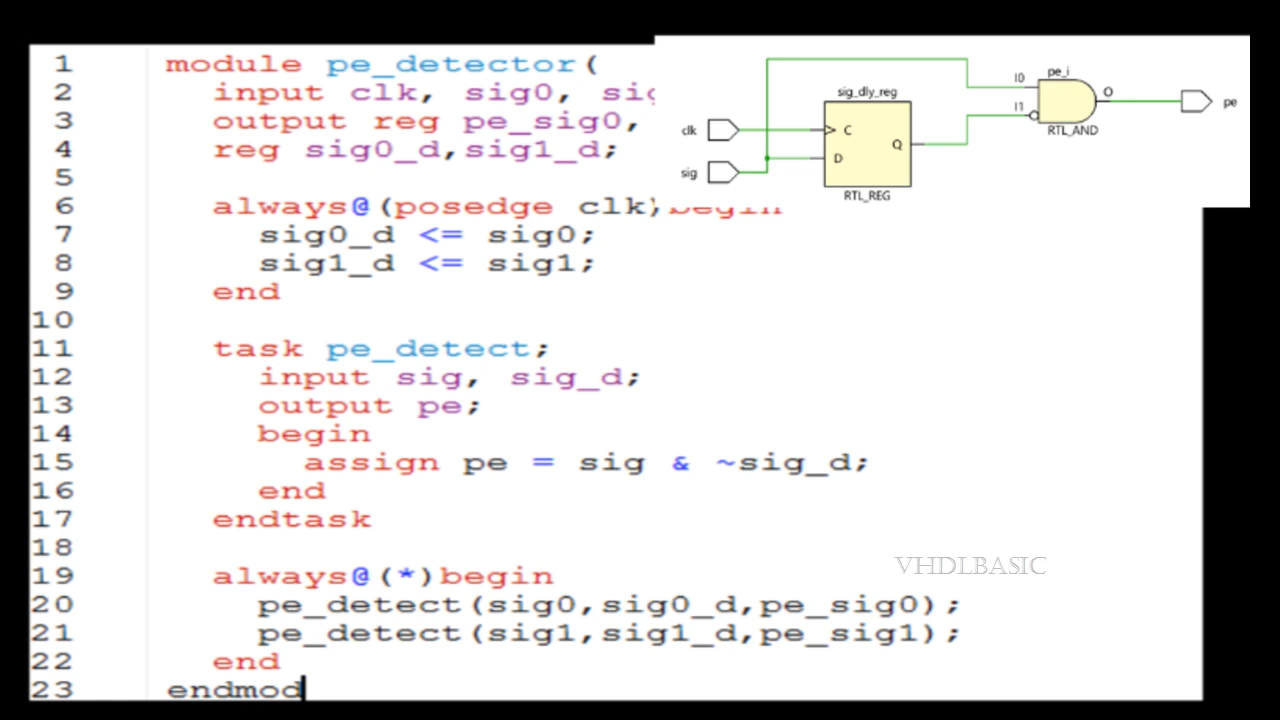 1 module pe_detector(
2 input clk, sig0,
3 output reg pe_sig0,
4 reg sig0_d,sig1_d;
5
6 always@(posedge clk)begin
7 sig0_d <= sig0;
8 sig1_d <= sig1;
9 end
10
11 task pe_detect;
12 input sig, sig_d;
13 output pe;
14 begin
15 assign pe = sig & ~sig_d;
16 end
17 endtask
18
19 always@(*)begin
20 pe_detect(sig0,sig0_d,pe_sig0);
21 pe_detect(sig1,sig1_d,pe_sig1);
22 end
23 endmod
clk
sig
sig_dly_reg
C
D
Q
RTL_REG
I0
I1
pe_i
O
RTL_AND
pe
VHDLBASIC